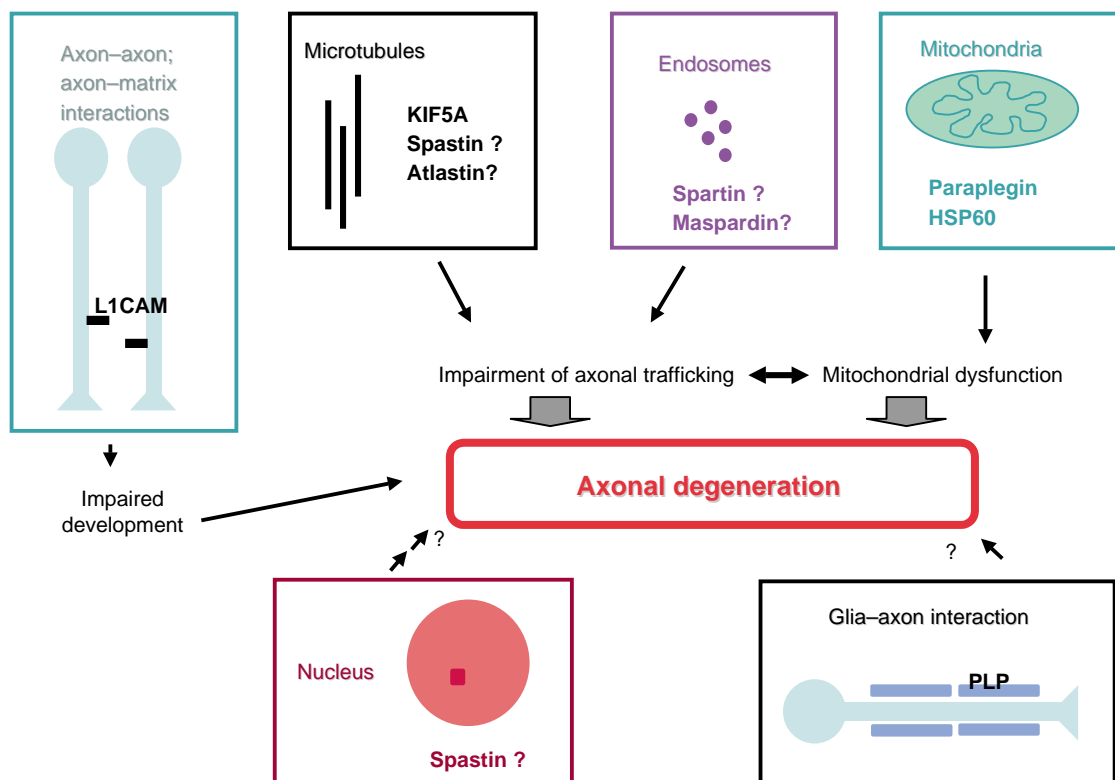 Axon–axon;
axon–matrix
interactions
L1CAM
Impaired
development
Microtubules
KIF5A
Spastin ?
Atlastin?
Endosomes
Spartin ?
Maspardin?
Mitochondria
Paraplegin
HSP60
Impairment of axonal trafficking
Mitochondrial dysfunction
Axonal degeneration
?
?
Nucleus
Spastin ?
Glia–axon interaction
PLP